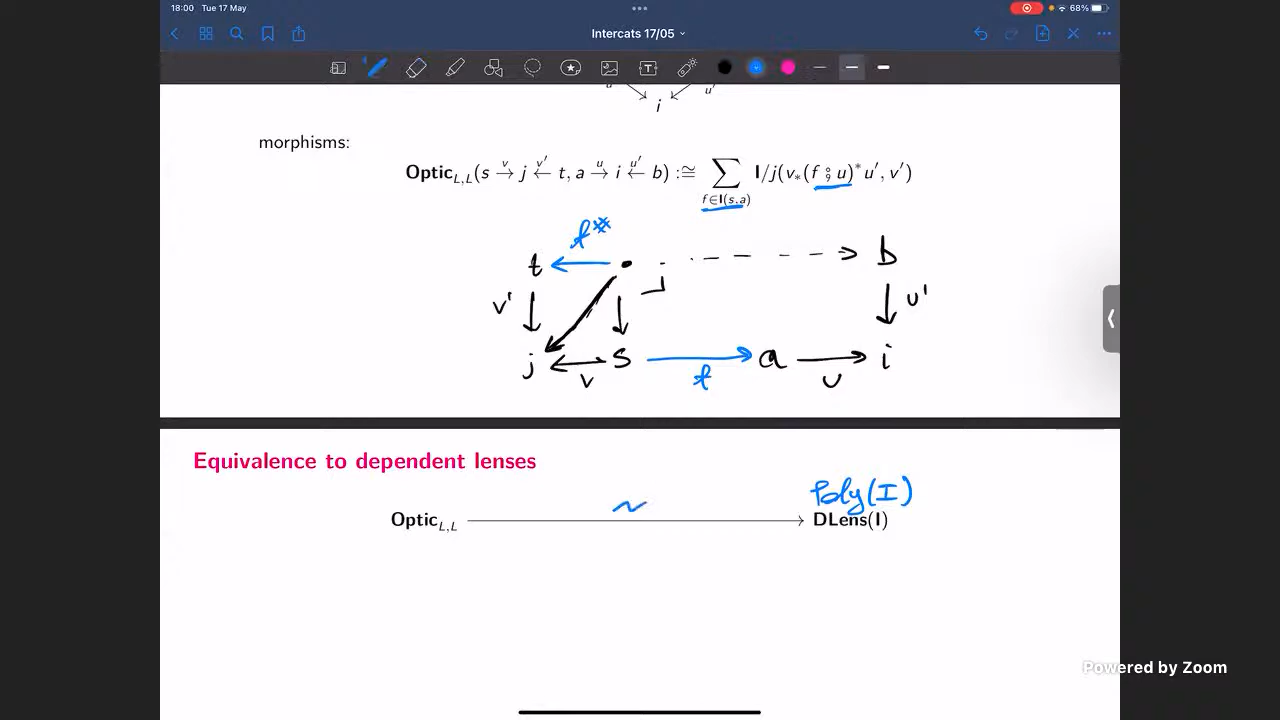 18:00 Tue 17 May
68%
Intercats 17/05
u u'
i
morphisms:
Optic_{L,L}(s →^v j ←^{v'} t, a →^u i ←^{u'} b) :≅ ∑_{f∈I(s,a)} I/j(v_*(f ⨟ u)^*u', v')
f^#
t ← • ⇢ b
v' ⌟ u'
j ← s → a → i
v f u
Equivalence to dependent lenses
Poly(I)
Optic_{L,L} ~ → DLens(I)
Powered by Zoom